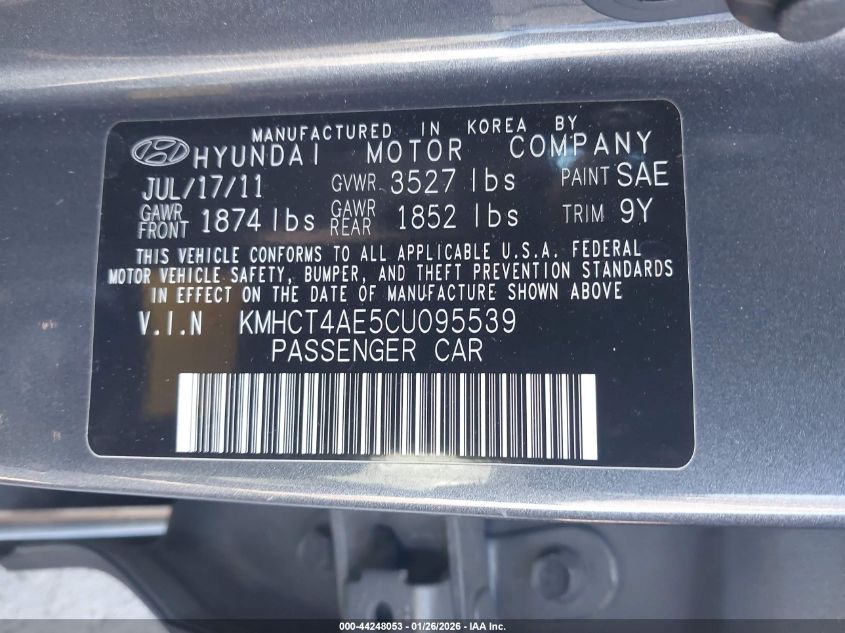 MANUFACTURED IN KOREA BY
HYUNDAI MOTOR COMPANY
JUL/17/11 GVWR 3527 lbs PAINT SAE
GAWR FRONT 1874 lbs GAWR REAR 1852 lbs TRIM 9Y
THIS VEHICLE CONFORMS TO ALL APPLICABLE U.S.A. FEDERAL
MOTOR VEHICLE SAFETY, BUMPER, AND THEFT PREVENTION STANDARDS
IN EFFECT ON THE DATE OF MANUFACTURE SHOWN ABOVE
V.I.N KMHCT4AE5CU095539
PASSENGER CAR
000-44248053 - 01/26/2026 - IAA Inc.